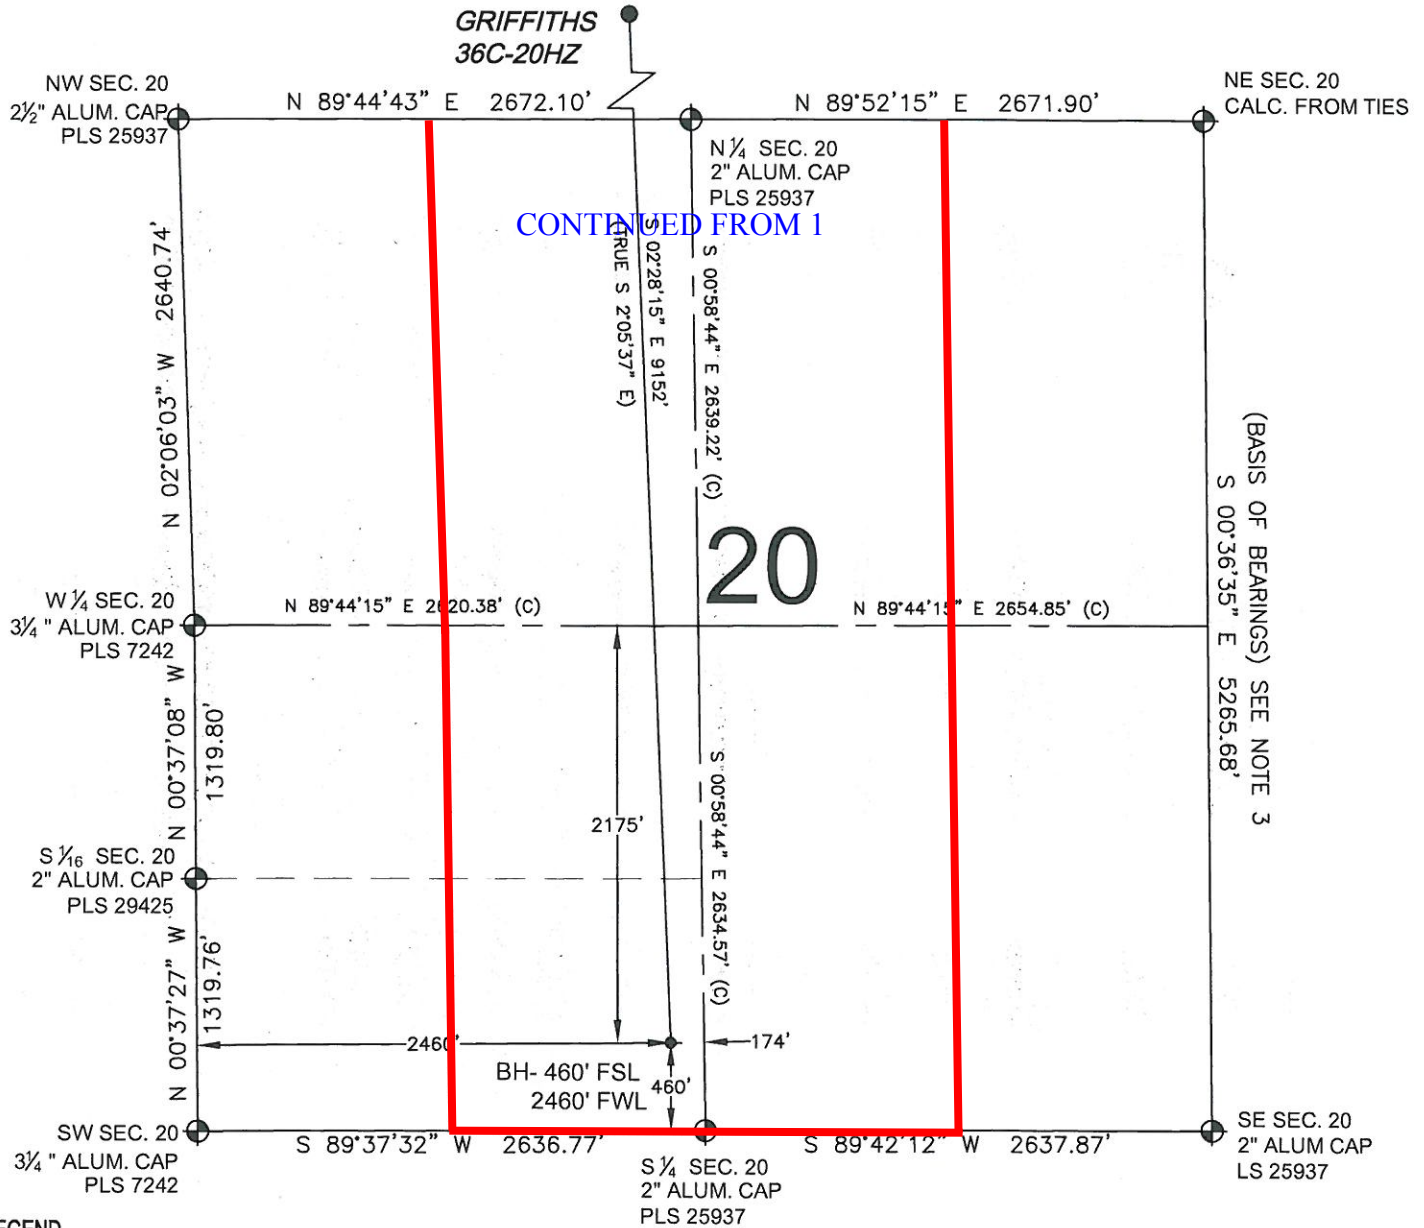 GRIFFITHS
36C-20HZ
NW SEC. 20
2½" ALUM. CAP
PLS 25937
N 89°44'43" E 2672.10'
N 89°52'15" E 2671.90'
NE SEC. 20
CALC. FROM TIES
N ¼ SEC. 20
2" ALUM. CAP
PLS 25937
CONTINUED FROM 1
N 02°06'03" W 2640.74'
S 02°28'15" E 9152'
(TRUE S 2°05'37" E)
S 00°58'44" E 2639.22' (C)
(BASIS OF BEARINGS) SEE NOTE 3
S 00°36'35" E 5265.68'
20
W ¼ SEC. 20
3¼ " ALUM. CAP
PLS 7242
N 89°44'15" E 2620.38' (C)
N 89°44'15" E 2654.85' (C)
N 00°37'08" W
1319.80'
2175'
S 00°58'44" E 2634.57' (C)
S 1⁄16 SEC. 20
2" ALUM. CAP
PLS 29425
N 00°37'27" W
1319.76'
2460'
174'
BH- 460' FSL
2460' FWL
460'
SW SEC. 20
3¼ " ALUM. CAP
PLS 7242
S 89°37'32" W 2636.77'
S 89°42'12" W 2637.87'
S ¼ SEC. 20
2" ALUM. CAP
PLS 25937
SE SEC. 20
2" ALUM CAP
LS 25937